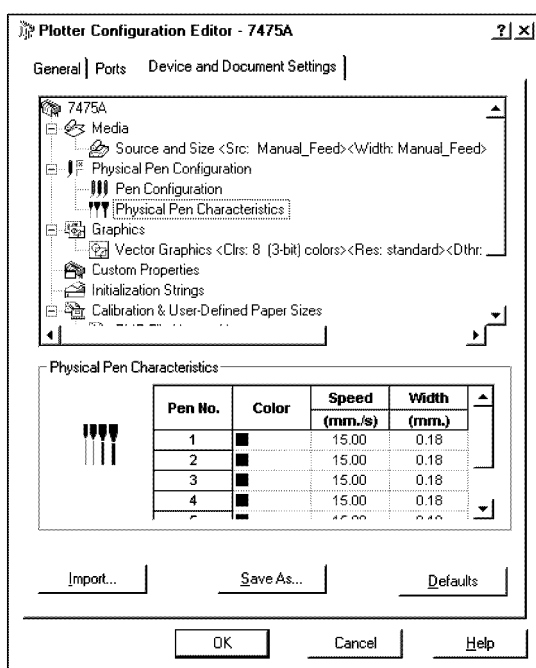 Plotter Configuration Editor - 7475A
General Ports Device and Document Settings
7475A
Media
Source and Size <Src: Manual_Feed><Width: Manual_Feed>
Physical Pen Configuration
Pen Configuration
Physical Pen Characteristics
Graphics
Vector Graphics <Clrs: 8 (3-bit) colors><Res: standard><Dthr:
Custom Properties
Initialization Strings
Calibration & User-Defined Paper Sizes
Physical Pen Characteristics
Pen No. Color Speed Width
(mm./s) (mm.)
1 15.00 0.18
2 15.00 0.18
3 15.00 0.18
4 15.00 0.18
Import... Save As... Defaults
OK Cancel Help